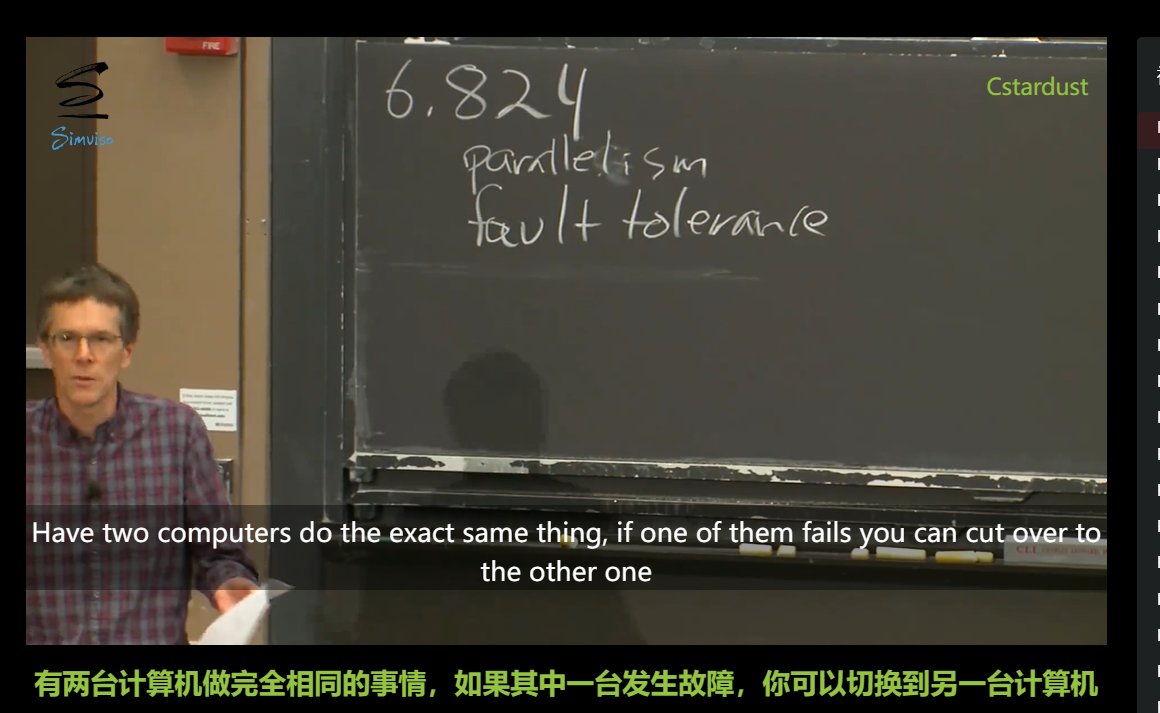 FIRE
Simviso
Cstardust
6.824
parallelism
fault tolerance
Have two computers do the exact same thing, if one of them fails you can cut over to
the other one
有两台计算机做完全相同的事情，如果其中一台发生故障，你可以切换到另一台计算机